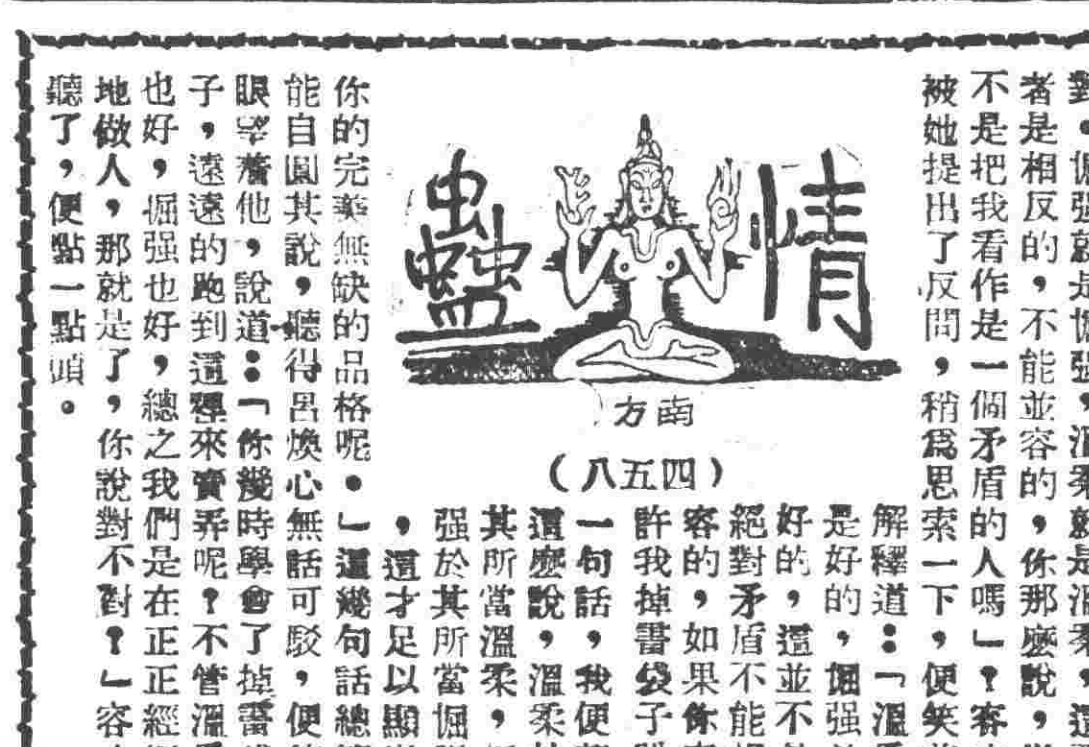 對，倔强就是倔强，溫柔就是溫柔，這
者是相反的，不能並容的，你那麽說，
不是把我看作是一個矛盾的人嗎」？容
被她提出了反問，稍爲思索一下，便笑
解釋道：「溫
是好的，倔强
好的，這並不
絕對矛盾不能
容的，如果你
許我掉書袋子
一句話，我便
這麽說，溫柔
其所當溫柔，
强於其所當倔
，這才足以顯
情蠱
南方
（四五八）
你的完美無缺的品格呢。」這幾句話總
能自圓其說，聽得呂煥心無話可駁，便
眼望着他，說道：「你幾時學會了掉書
子，遠遠的跑到這裡來賣弄呢？不管溫
也好，倔强也好，總之我們是在正正經
地做人，那就是了，你說對不對？」容
聽了，便點一點頭。